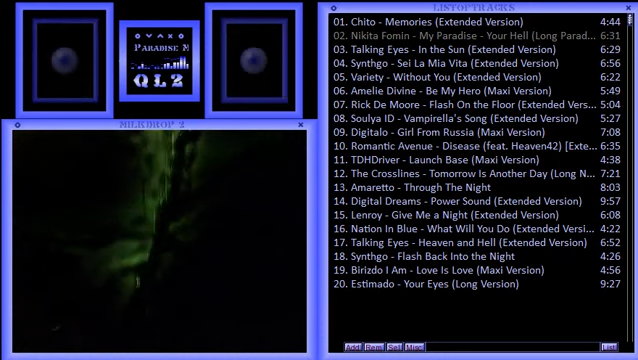 LIST OF TRACKS
Paradise M
QL2
MILKDROP 2
01. Chito - Memories (Extended Version) 4:44
02. Nikita Fomin - My Paradise - Your Hell (Long Parad... 6:31
03. Talking Eyes - In the Sun (Extended Version) 6:29
04. Synthgo - Sei La Mia Vita (Extended Version) 6:56
05. Variety - Without You (Extended Version) 6:22
06. Amelie Divine - Be My Hero (Maxi Version) 5:49
07. Rick De Moore - Flash On the Floor (Extended Vers... 5:04
08. Soulya ID - Vampirella's Song (Extended Version) 5:27
09. Digitalo - Girl From Russia (Maxi Version) 7:08
10. Romantic Avenue - Disease (feat. Heaven42) [Exte... 6:35
11. TDHDriver - Launch Base (Maxi Version) 4:38
12. The Crosslines - Tomorrow Is Another Day (Long N... 7:21
13. Amaretto - Through The Night 8:03
14. Digital Dreams - Power Sound (Extended Version) 9:57
15. Lenroy - Give Me a Night (Extended Version) 6:08
16. Nation In Blue - What Will You Do (Extended Versi... 4:22
17. Talking Eyes - Heaven and Hell (Extended Version) 6:52
18. Synthgo - Flash Back Into the Night 4:26
19. Birizdo I Am - Love Is Love (Maxi Version) 4:56
20. Estimado - Your Eyes (Long Version) 9:27
Add Rem Sel Misc List